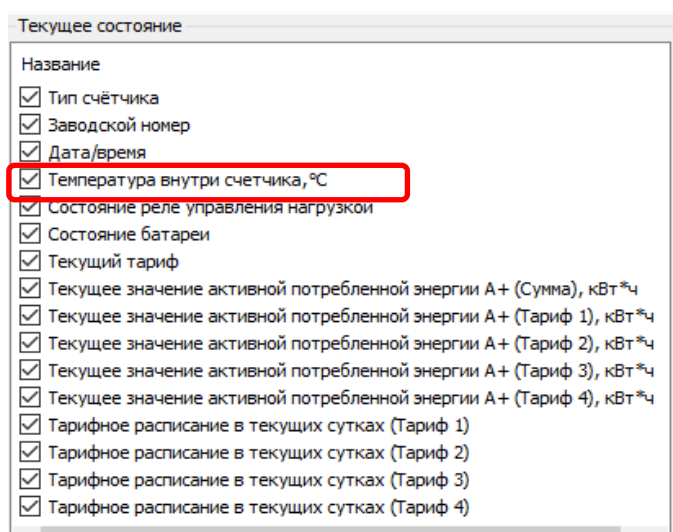 Текущее состояние
Название
Тип счётчика
Заводской номер
Дата/время
Температура внутри счетчика,°C
Состояние реле управления нагрузкой
Состояние батареи
Текущий тариф
Текущее значение активной потребленной энергии А+ (Сумма), кВт*ч
Текущее значение активной потребленной энергии А+ (Тариф 1), кВт*ч
Текущее значение активной потребленной энергии А+ (Тариф 2), кВт*ч
Текущее значение активной потребленной энергии А+ (Тариф 3), кВт*ч
Текущее значение активной потребленной энергии А+ (Тариф 4), кВт*ч
Тарифное расписание в текущих сутках (Тариф 1)
Тарифное расписание в текущих сутках (Тариф 2)
Тарифное расписание в текущих сутках (Тариф 3)
Тарифное расписание в текущих сутках (Тариф 4)